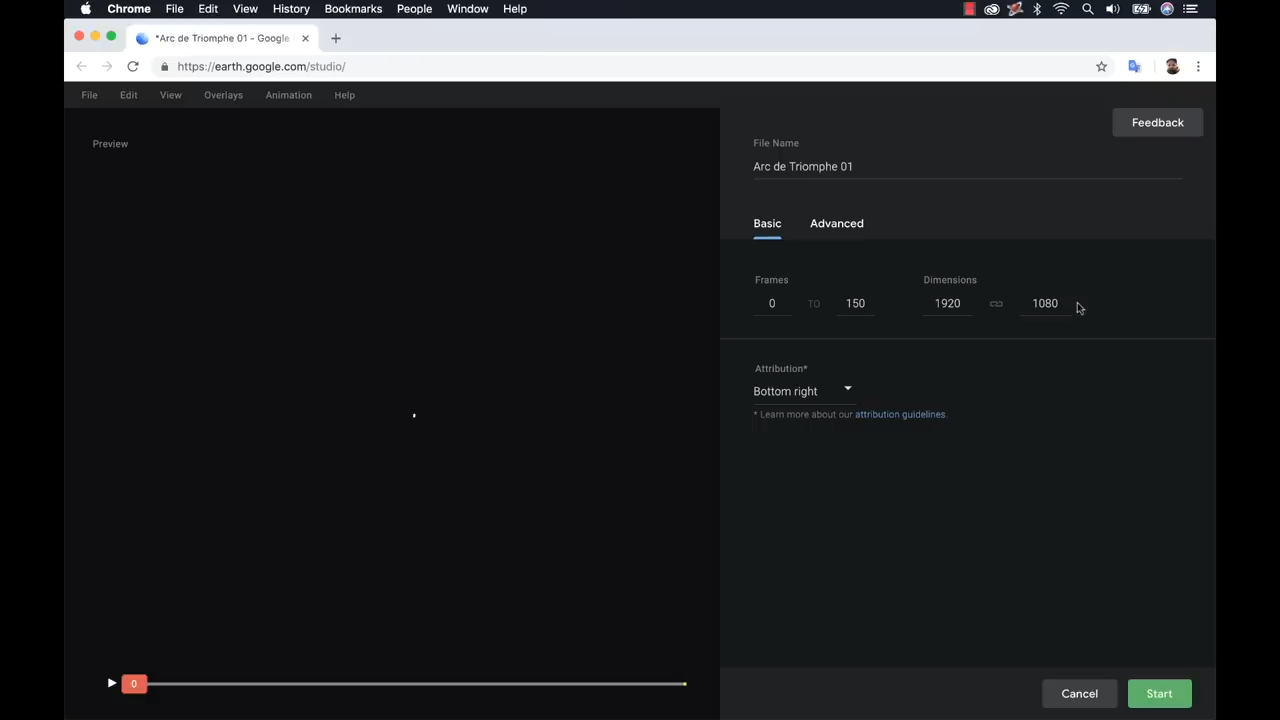 Chrome File Edit View History Bookmarks People Window Help
*Arc de Triomphe 01 - Google
https://earth.google.com/studio/
File Edit View Overlays Animation Help
Feedback
Preview
File Name
Arc de Triomphe 01
Basic Advanced
Frames Dimensions
0 TO 150 1920 1080
Attribution*
Bottom right
* Learn more about our attribution guidelines.
0
Cancel Start